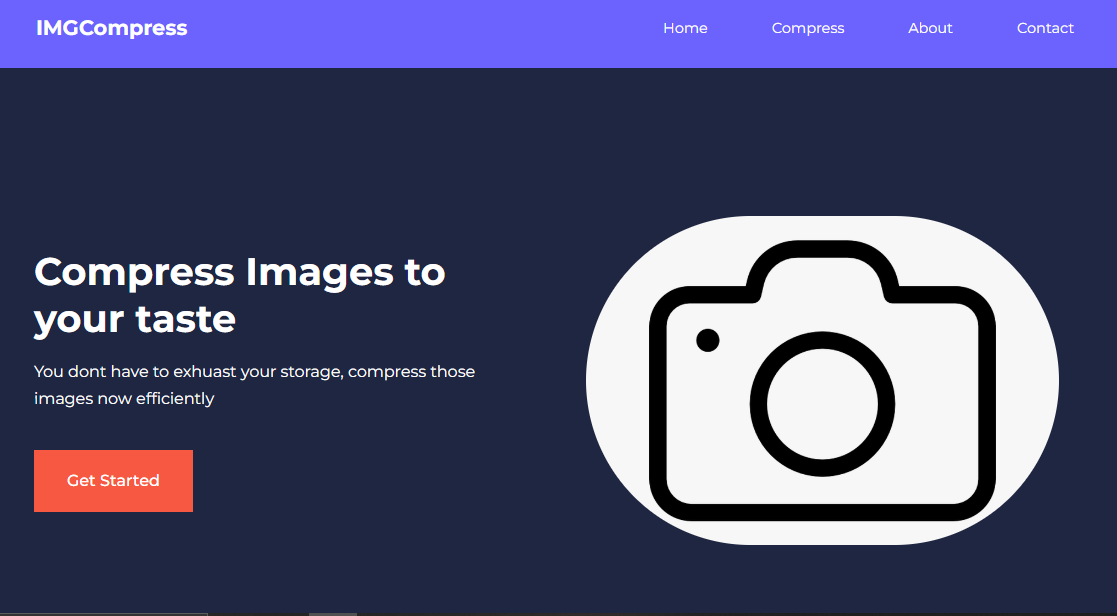 IMGCompress
Home
Compress
About
Contact
Compress Images to
your taste
You dont have to exhuast your storage, compress those
images now efficiently
Get Started